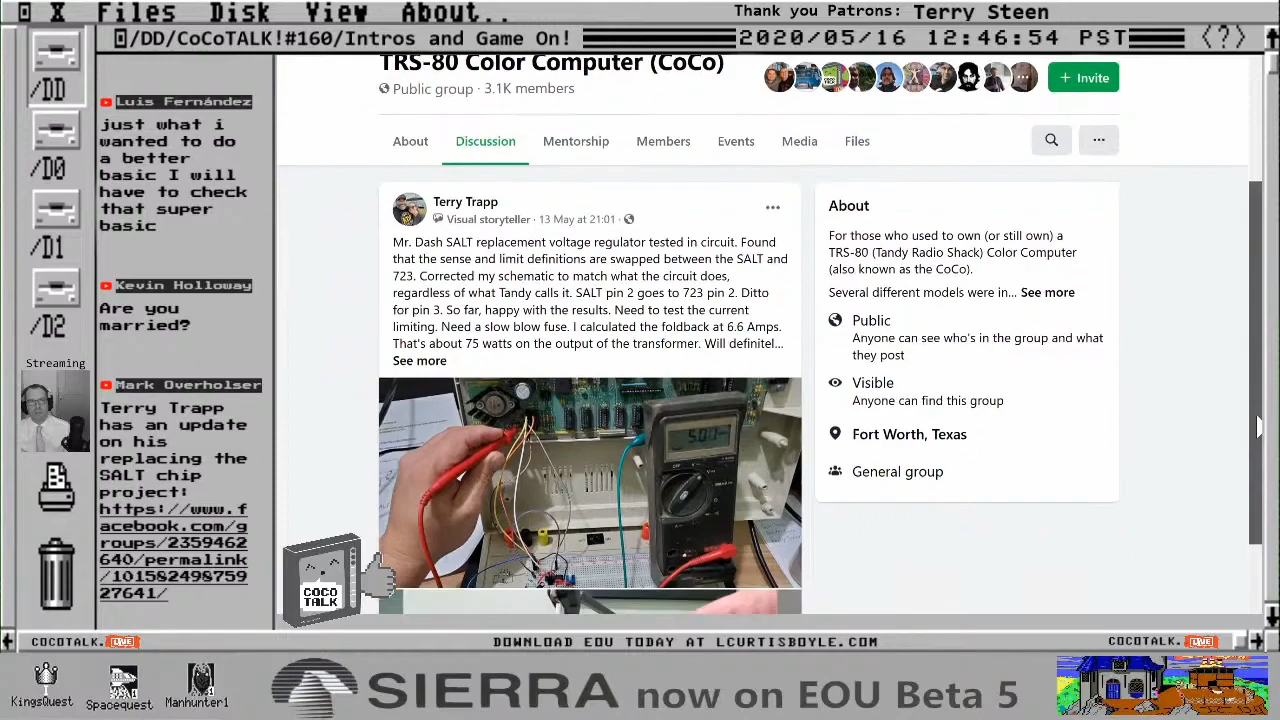 Files Disk View About..
Thank you Patrons: Terry Steen
/DD/CoCoTALK!#160/Intros and Game On!
2020/05/16 12:46:54 PST
<?>
/DD
/D0
/D1
/D2
Streaming
Luis Fernández
just what i
wanted to do
a better
basic I will
have to check
that super
basic
Kevin Holloway
Are you
married?
Mark Overholser
Terry Trapp
has an update
on his
replacing the
SALT chip
project:
https://www.f
acebook.com/g
roups/2359462
640/permalink
/101582498759
27641/
TRS-80 Color Computer (CoCo)
Public group · 3.1K members
+ Invite
About
Discussion
Mentorship
Members
Events
Media
Files
Terry Trapp
Visual storyteller · 13 May at 21:01
Mr. Dash SALT replacement voltage regulator tested in circuit. Found
that the sense and limit definitions are swapped between the SALT and
723. Corrected my schematic to match what the circuit does,
regardless of what Tandy calls it. SALT pin 2 goes to 723 pin 2. Ditto
for pin 3. So far, happy with the results. Need to test the current
limiting. Need a slow blow fuse. I calculated the foldback at 6.6 Amps.
That's about 75 watts on the output of the transformer. Will definitel...
See more
About
For those who used to own (or still own) a
TRS-80 (Tandy Radio Shack) Color Computer
(also known as the CoCo).
Several different models were in... See more
Public
Anyone can see who's in the group and what
they post
Visible
Anyone can find this group
Fort Worth, Texas
General group
COCO
TALK
COCOTALK.LIVE
DOWNLOAD EOU TODAY AT LCURTISBOYLE.COM
COCOTALK.LIVE
KingsQuest
Spacequest
Manhunter1
SIERRA now on EOU Beta 5